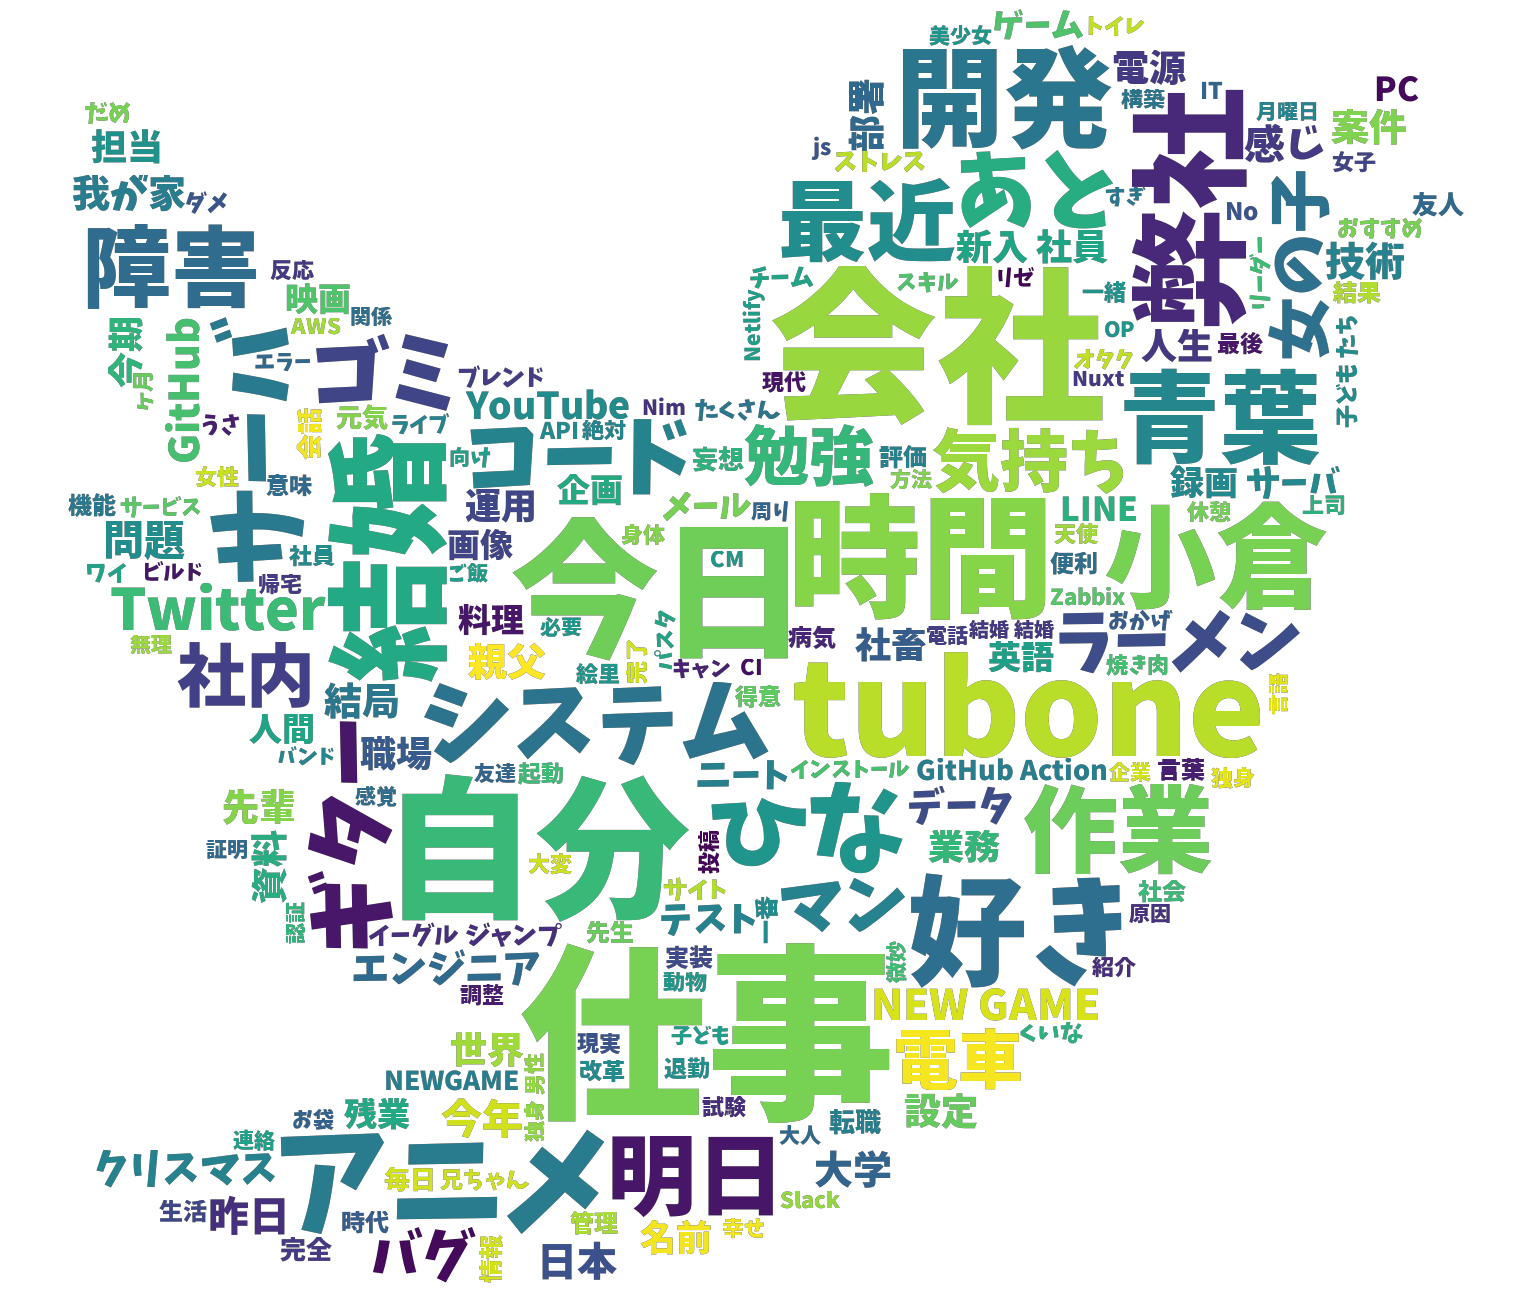 美少女
ゲーム
トイレ
開発
電源
IT
PC
構築
月曜日
案件
部署
js
ストレス
弊社
感じ
女子
だめ
担当
我が家
ダメ
最近
あと
すぎ
No
女の子
友人
おすすめ
新入 社員
技術
リーダー
結果
障害
反応
映画
AWS
関係
チーム
スキル
リゼ
一緒
会社
Netlify
OP
人生
最後
子どもたち
今期
ヶ月
GitHub
ミーサ
エラー
ゴミ
ブレンド
現代
オタク
Nuxt
青葉
YouTube
Nim
たくさん
うさ
会話
元気
ライブ
コード
API
絶対
妄想
勉強
評価
方法
気持ち
向け
女性
意味
機能
サービス
結婚
運用
企画
メール
周り
録画
サーバ
上司
休憩
LINE
問題
社員
画像
身体
今日
CM
時間
天使
小倉
便利
ワイ
ビルド
帰宅
ご飯
Twitter
無理
料理
必要
パスタ
病気
社畜
電話
結婚
結婚
Zabbix
おかげ
ラーメン
英語
焼き肉
社内
親父
絵里
完了
キャン
CI
tubone
言語
結局
システム
得意
人間
バンド
職場
ギター
友達
起動
ニート
インストール
GitHub Action
企業
言葉
独身
先輩
感覚
自分
ひな
データ
作業
業務
証明
資料
大変
投稿
サイト
マン
好き
社会
原因
認証
イーグル ジャンプ
先生
テスト
一番
エンジニア
実装
動物
微妙
紹介
調整
仕事
NEW GAME
世界
現実
子ども
電車
くいな
NEWGAME
男性
改革
退勤
設定
お袋
残業
今年
独身
試験
転職
連絡
大人
クリスマス
アニメ
毎日
兄ちゃん
明日
大学
Slack
生活
昨日
時代
管理
名前
幸せ
完全
バグ
情報
日本